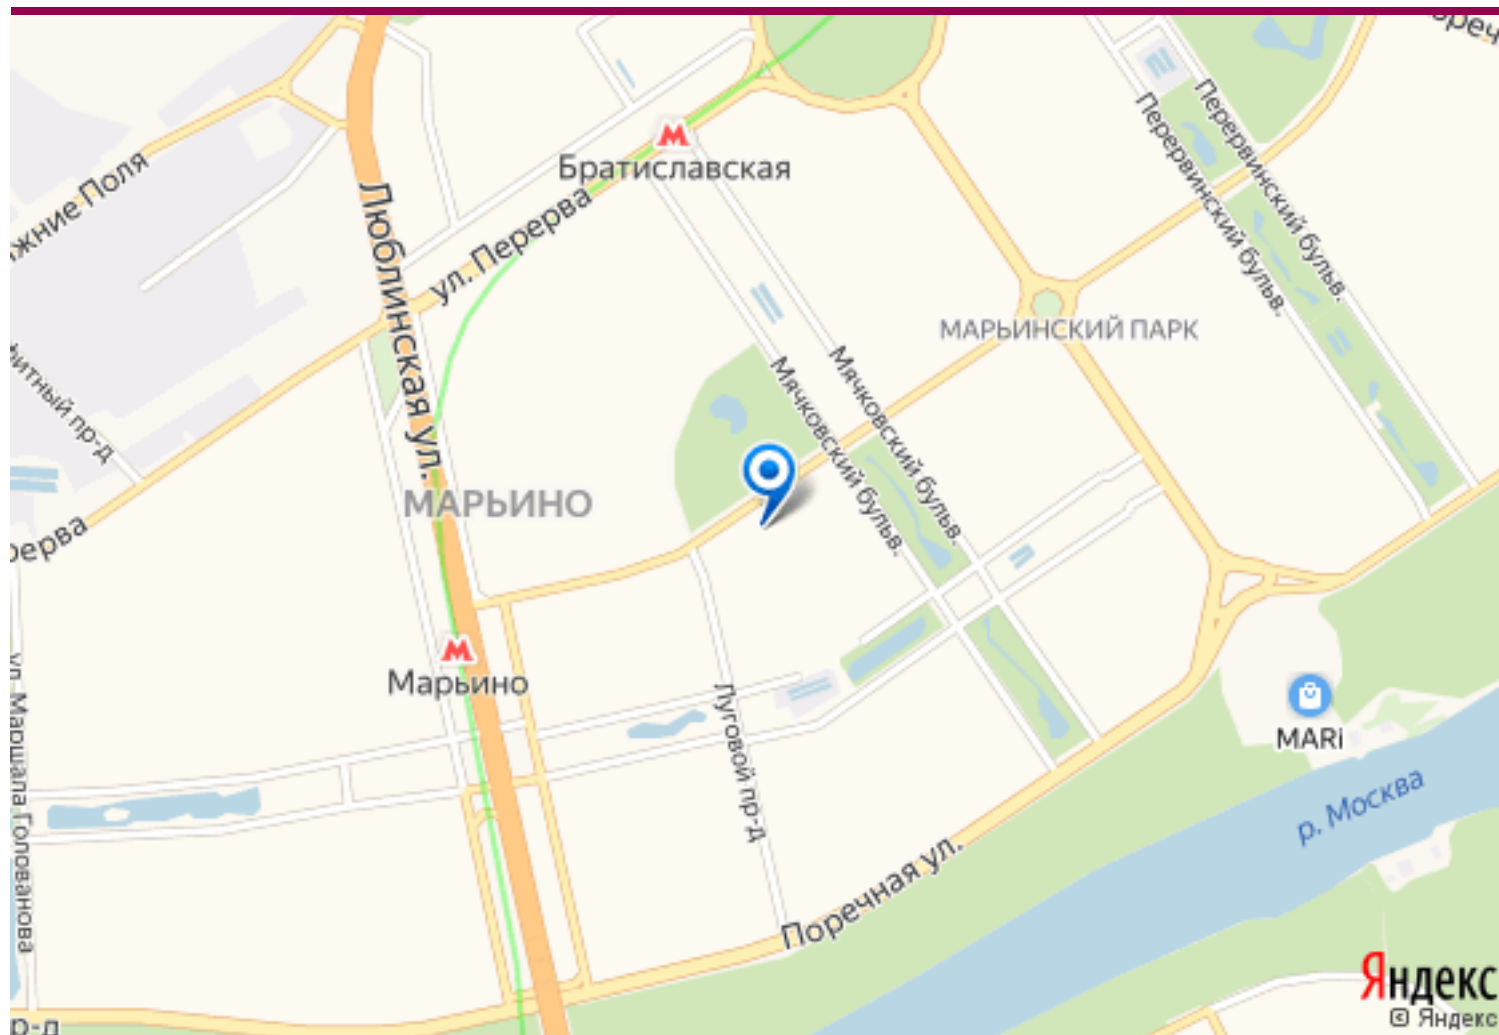 Братиславская
ул. Перерва
Люблинская ул.
Перервинский бульв.
Перервинский бульв.
МАРЬИНСКИЙ ПАРК
Мячковский бульв.
Мячковский бульв.
МАРЬИНО
Марьино
Луговой пр-д
ул. Маршала Голованова
MARi
р. Москва
Поречная ул.
Яндекс
© Яндекс